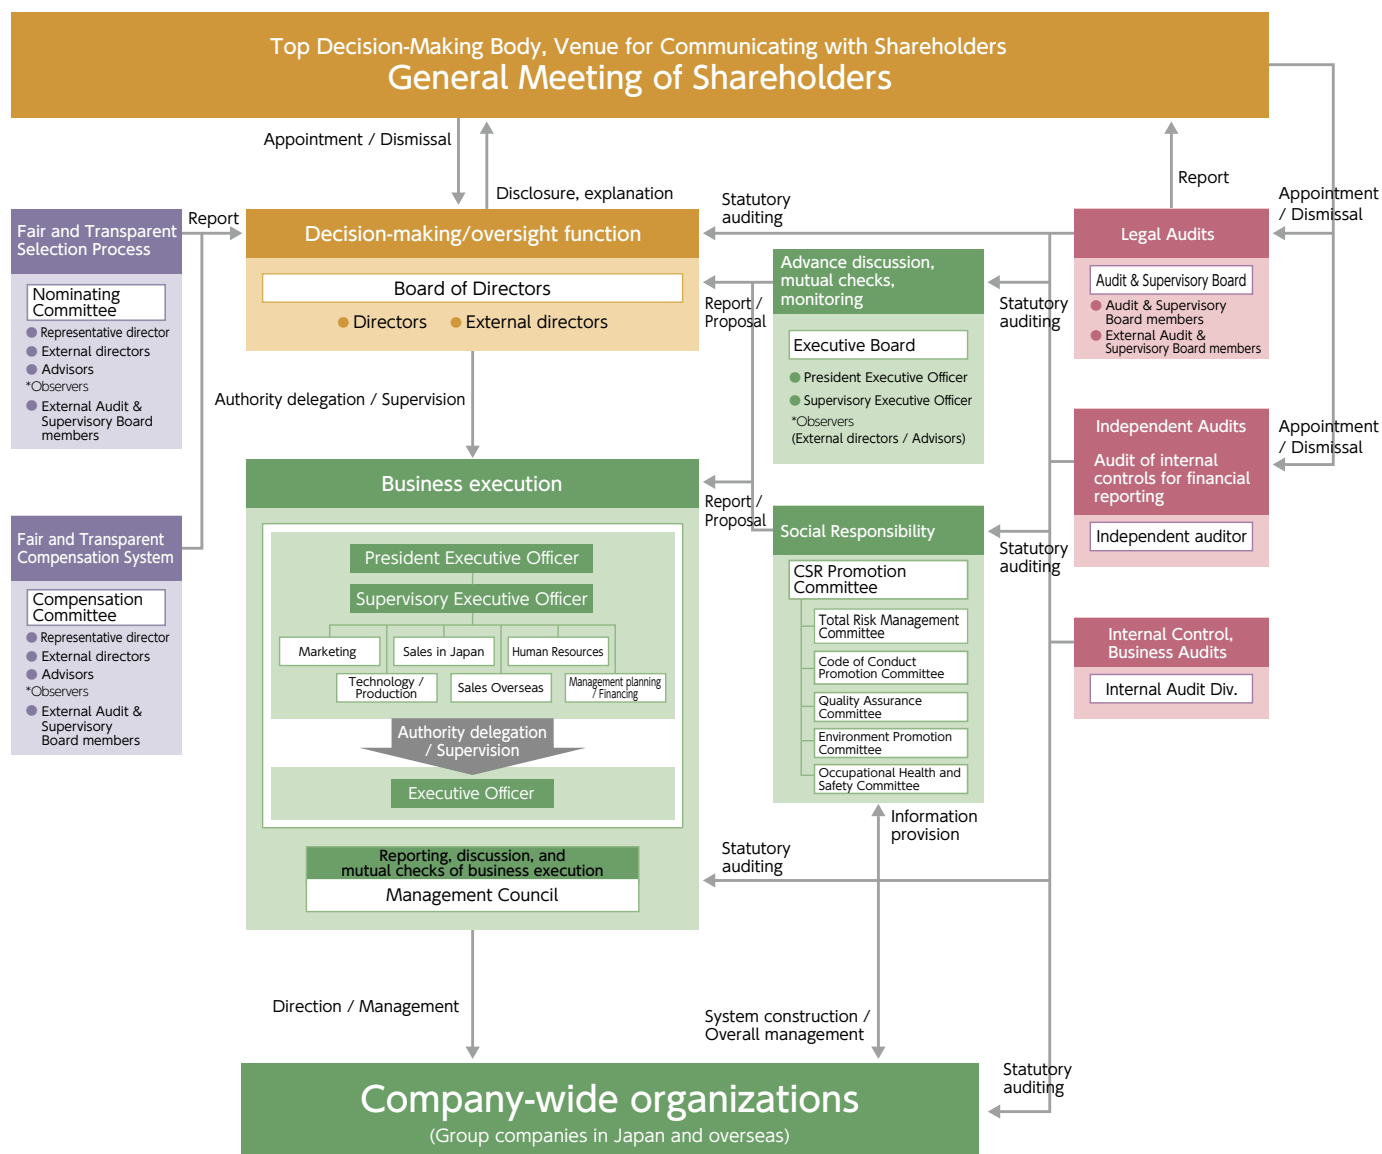 Top Decision-Making Body, Venue for Communicating with Shareholders
General Meeting of Shareholders
Appointment / Dismissal
Disclosure, explanation
Report
Appointment
/ Dismissal
Fair and Transparent
Selection Process
Nominating
Committee
Representative director
External directors
Advisors
*Observers
External Audit &
Supervisory Board
members
Report
Decision-making/oversight function
Board of Directors
Directors
External directors
Statutory
auditing
Advance discussion,
mutual checks,
monitoring
Executive Board
President Executive Officer
Supervisory Executive Officer
*Observers
(External directors / Advisors)
Report /
Proposal
Statutory
auditing
Legal Audits
Audit & Supervisory Board
Audit & Supervisory
Board members
External Audit &
Supervisory Board members
Authority delegation / Supervision
Independent Audits
Audit of internal
controls for financial
reporting
Independent auditor
Appointment
/ Dismissal
Fair and Transparent
Compensation System
Compensation
Committee
Representative director
External directors
Advisors
*Observers
External Audit &
Supervisory
Board members
Business execution
President Executive Officer
Supervisory Executive Officer
Marketing
Sales in Japan
Human Resources
Technology /
Production
Sales Overseas
Management planning
/ Financing
Authority delegation
/ Supervision
Executive Officer
Reporting, discussion, and
mutual checks of business execution
Management Council
Report /
Proposal
Social Responsibility
CSR Promotion
Committee
Total Risk Management
Committee
Code of Conduct
Promotion Committee
Quality Assurance
Committee
Environment Promotion
Committee
Occupational Health and
Safety Committee
Statutory
auditing
Internal Control,
Business Audits
Internal Audit Div.
Information
provision
Statutory
auditing
Direction / Management
System construction /
Overall management
Statutory
auditing
Company-wide organizations
(Group companies in Japan and overseas)